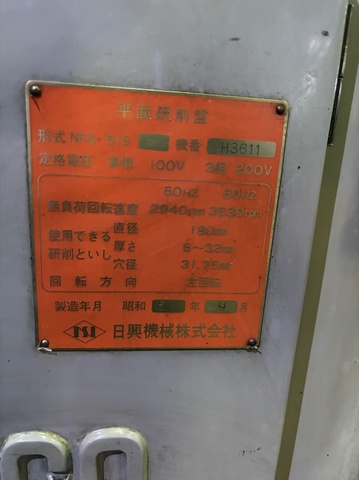 平面研削盤
形式 NFG-515 機番 H3611
定格電圧 単相 100V 3相 200V
50HZ 60HZ
無負荷回転速度 2940rpm 3530rpm
使用できる研削といし 直径 180mm
厚さ 6~32mm
穴径 31.75mm
回転方向 左回転
製造年月 昭和 年 9 月
日興機械株式会社
CO